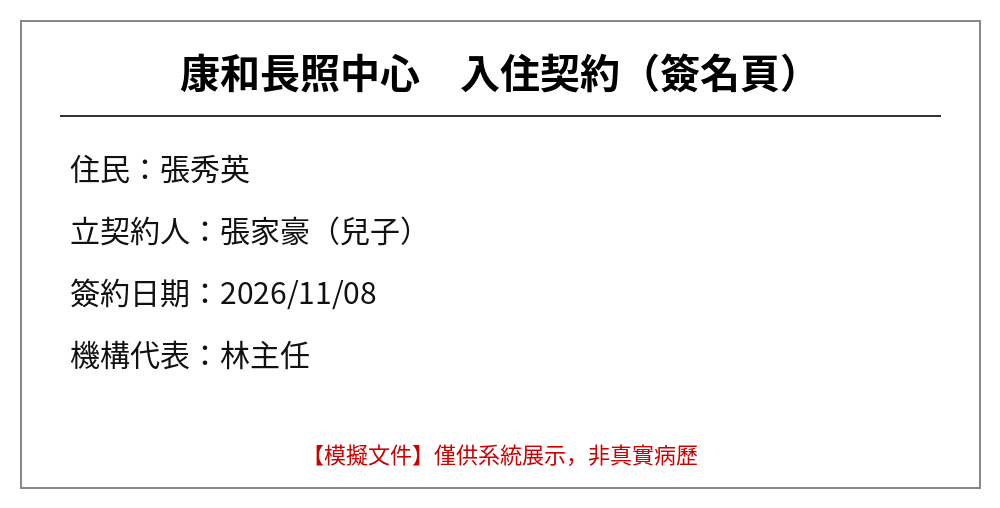 康和長照中心　入住契約（簽名頁）
住民：張秀英
立契約人：張家豪（兒子）
簽約日期：2026/11/08
機構代表：林主任
【模擬文件】僅供系統展示，非真實病歷